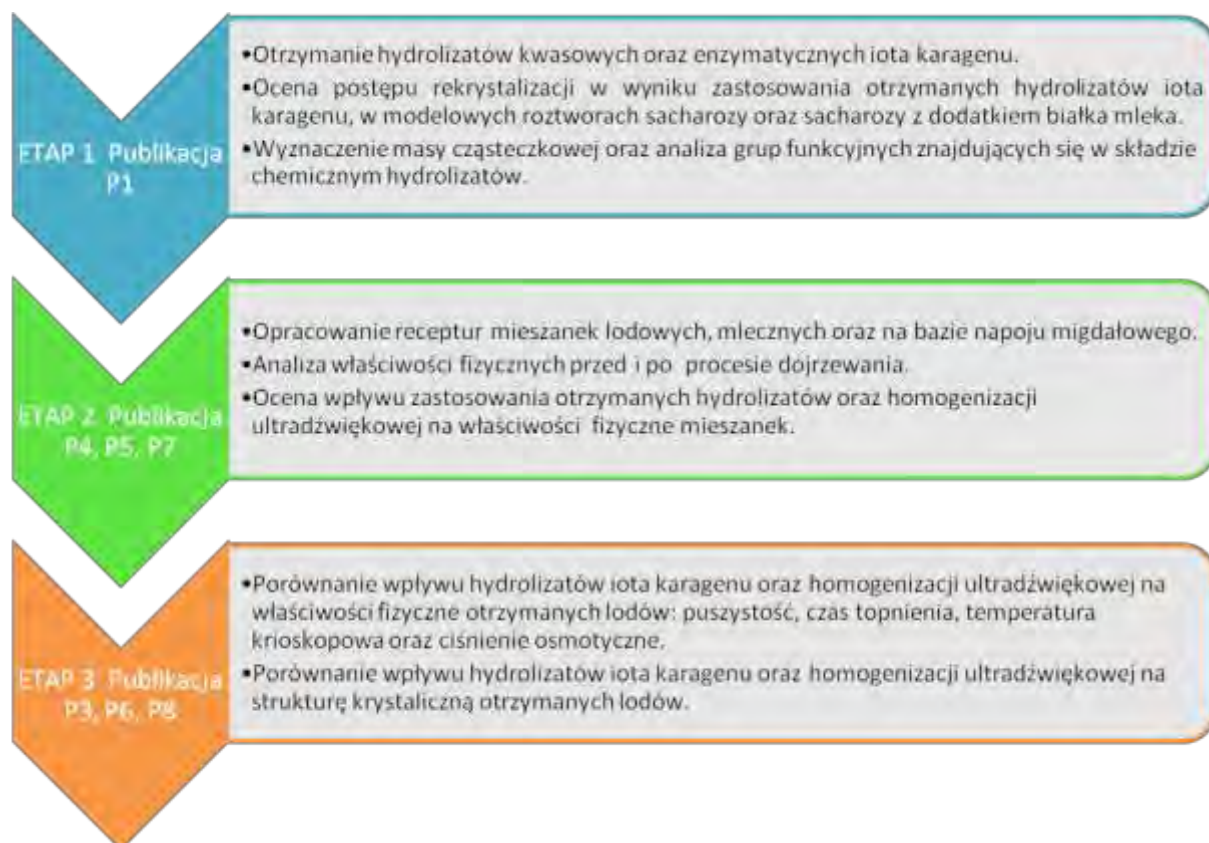 ETAP 1 Publikacja
P1
•Otrzymanie hydrolizatów kwasowych oraz enzymatycznych iota karagenu.
•Ocena postępu rekrystalizacji w wyniku zastosowania otrzymanych hydrolizatów iota
karagenu, w modelowych roztworach sacharozy oraz sacharozy z dodatkiem białka mleka.
•Wyznaczenie masy cząsteczkowej oraz analiza grup funkcyjnych znajdujących się w składzie
chemicznym hydrolizatów.
ETAP 2 Publikacja
P4, P5, P7
•Opracowanie receptur mieszanek lodowych, mlecznych oraz na bazie napoju migdałowego.
•Analiza właściwości fizycznych przed i po procesie dojrzewania.
•Ocena wpływu zastosowania otrzymanych hydrolizatów oraz homogenizacji
ultradźwiękowej na właściwości fizyczne mieszanek.
ETAP 3 Publikacja
P3, P6, P8
•Porównanie wpływu hydrolizatów iota karagenu oraz homogenizacji ultradźwiękowej na
właściwości fizyczne otrzymanych lodów: puszystość, czas topnienia, temperatura
krioskopowa oraz ciśnienie osmotyczne.
•Porównanie wpływu hydrolizatów iota karagenu oraz homogenizacji ultradźwiękowej na
strukturę krystaliczną otrzymanych lodów.